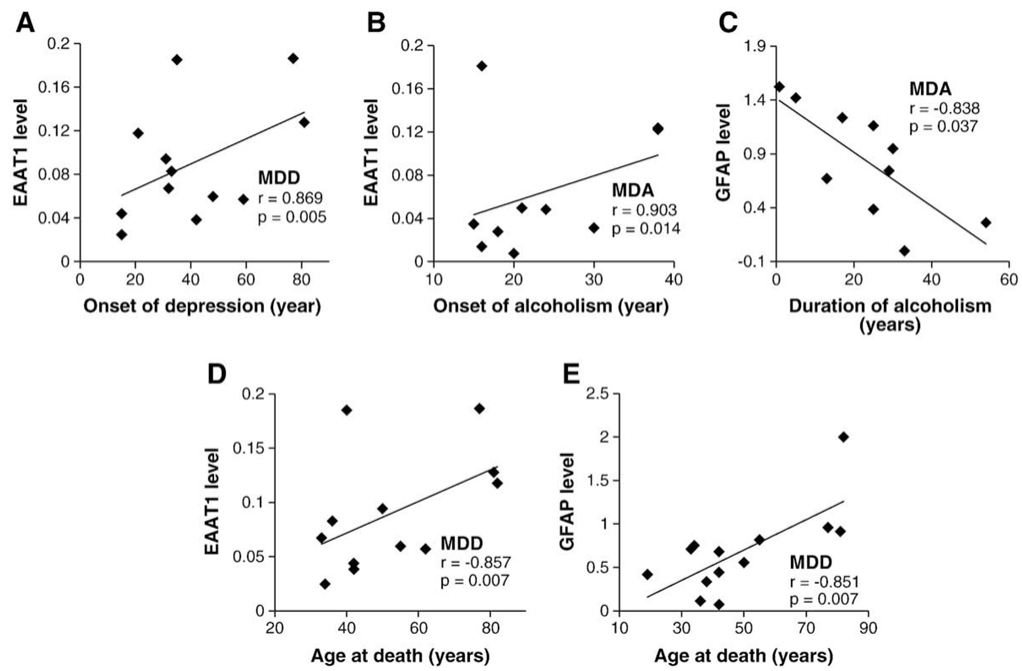 A
0.2
0.16
0.12
0.08
0.04
0
EAAT1 level
MDD
r = 0.869
p = 0.005
0 20 40 60 80
Onset of depression (year)
B
0.2
0.16
0.12
0.08
0.04
0
EAAT1 level
MDA
r = 0.903
p = 0.014
10 20 30 40
Onset of alcoholism (year)
C
1.9
1.4
0.9
0.4
-0.1
GFAP level
MDA
r = -0.838
p = 0.037
0 20 40 60
Duration of alcoholism
(years)
D
0.2
0.15
0.1
0.05
0
EAAT1 level
MDD
r = -0.857
p = 0.007
20 40 60 80
Age at death (years)
E
2.5
2
1.5
1
0.5
0
GFAP level
MDD
r = -0.851
p = 0.007
10 30 50 70 90
Age at death (years)